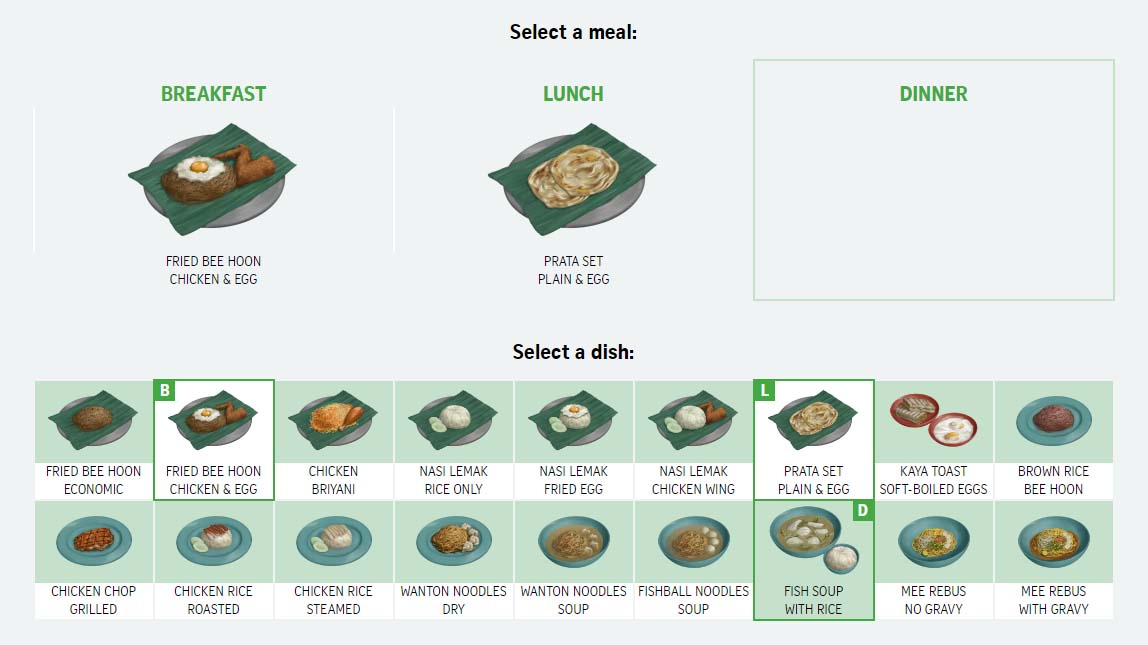 Select a meal:
BREAKFAST
LUNCH
DINNER
FRIED BEE HOON
CHICKEN & EGG
PRATA SET
PLAIN & EGG
Select a dish:
B
L
FRIED BEE HOON
ECONOMIC
FRIED BEE HOON
CHICKEN & EGG
CHICKEN
BRIYANI
NASI LEMAK
RICE ONLY
NASI LEMAK
FRIED EGG
NASI LEMAK
CHICKEN WING
PRATA SET
PLAIN & EGG
KAYA TOAST
SOFT-BOILED EGGS
BROWN RICE
BEE HOON
D
CHICKEN CHOP
GRILLED
CHICKEN RICE
ROASTED
CHICKEN RICE
STEAMED
WANTON NOODLES
DRY
WANTON NOODLES
SOUP
FISHBALL NOODLES
SOUP
FISH SOUP
WITH RICE
MEE REBUS
NO GRAVY
MEE REBUS
WITH GRAVY